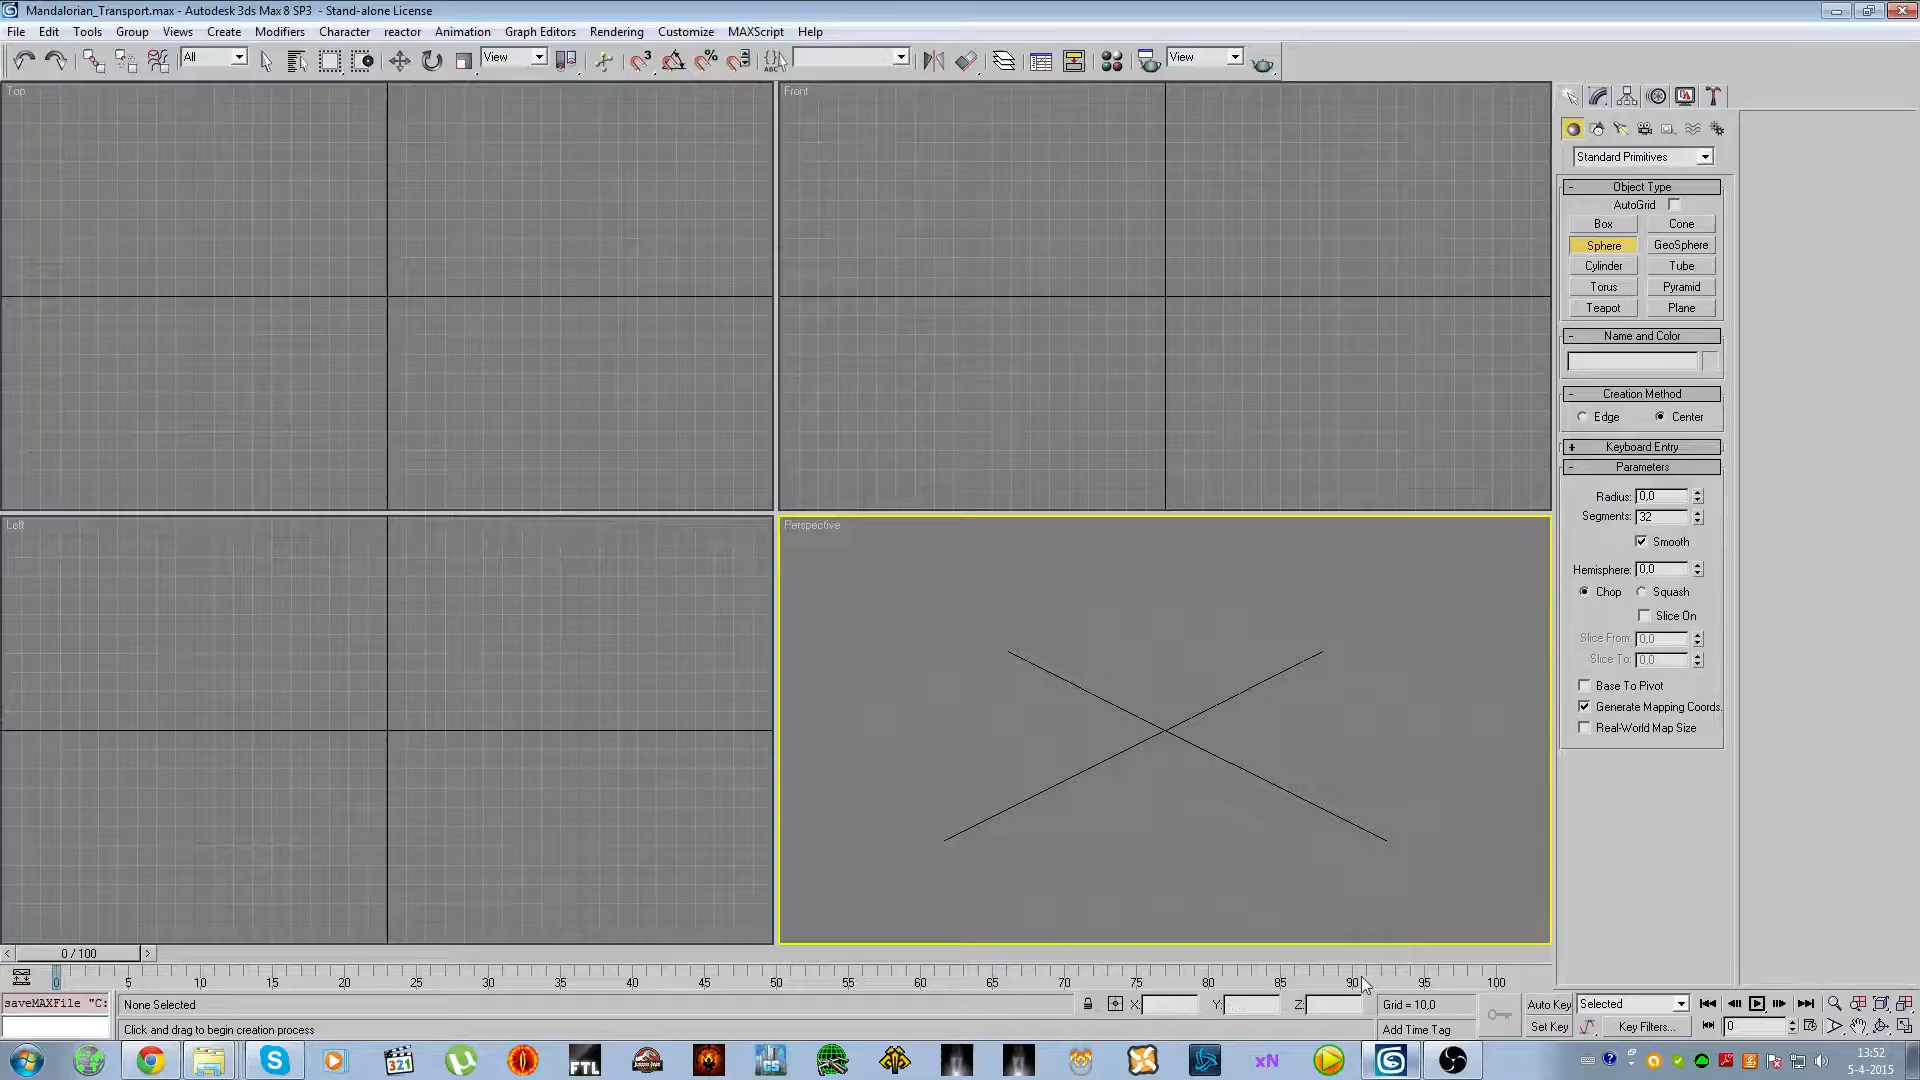 Mandalorian_Transport.max - Autodesk 3ds Max 8 SP3 - Stand-alone License
File Edit Tools Group Views Create Modifiers Character reactor Animation Graph Editors Rendering Customize MAXScript Help
All View ABC View
Top Front
Standard Primitives
- Object Type
AutoGrid
Box Cone
Sphere GeoSphere
Cylinder Tube
Torus Pyramid
Teapot Plane
- Name and Color
- Creation Method
Edge Center
+ Keyboard Entry
- Parameters
Radius: 0,0
Segments: 32
Smooth
Hemisphere: 0,0
Chop Squash
Slice On
Slice From: 0,0
Slice To: 0,0
Base To Pivot
Generate Mapping Coords.
Real-World Map Size
Left Perspective
< 0 / 100 >
0 5 10 15 20 25 30 35 40 45 50 55 60 65 70 75 80 85 90 95 100
saveMAXFile "C: None Selected X: Y: Z: Grid = 10,0 Auto Key Selected
Click and drag to begin creation process Add Time Tag Set Key Key Filters... 0
321 FTL xN
13:52
5-4-2015